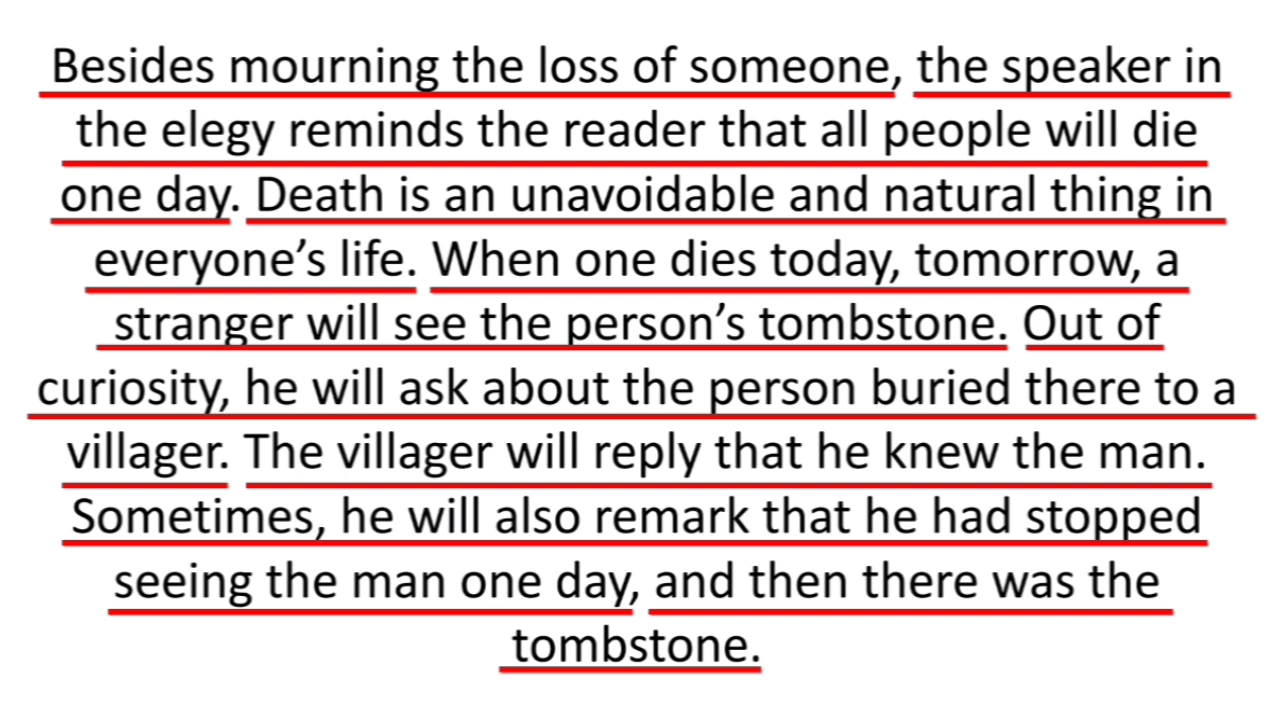 Besides mourning the loss of someone, the speaker in
the elegy reminds the reader that all people will die
one day. Death is an unavoidable and natural thing in
everyone’s life. When one dies today, tomorrow, a
stranger will see the person’s tombstone. Out of
curiosity, he will ask about the person buried there to a
villager. The villager will reply that he knew the man.
Sometimes, he will also remark that he had stopped
seeing the man one day, and then there was the
tombstone.